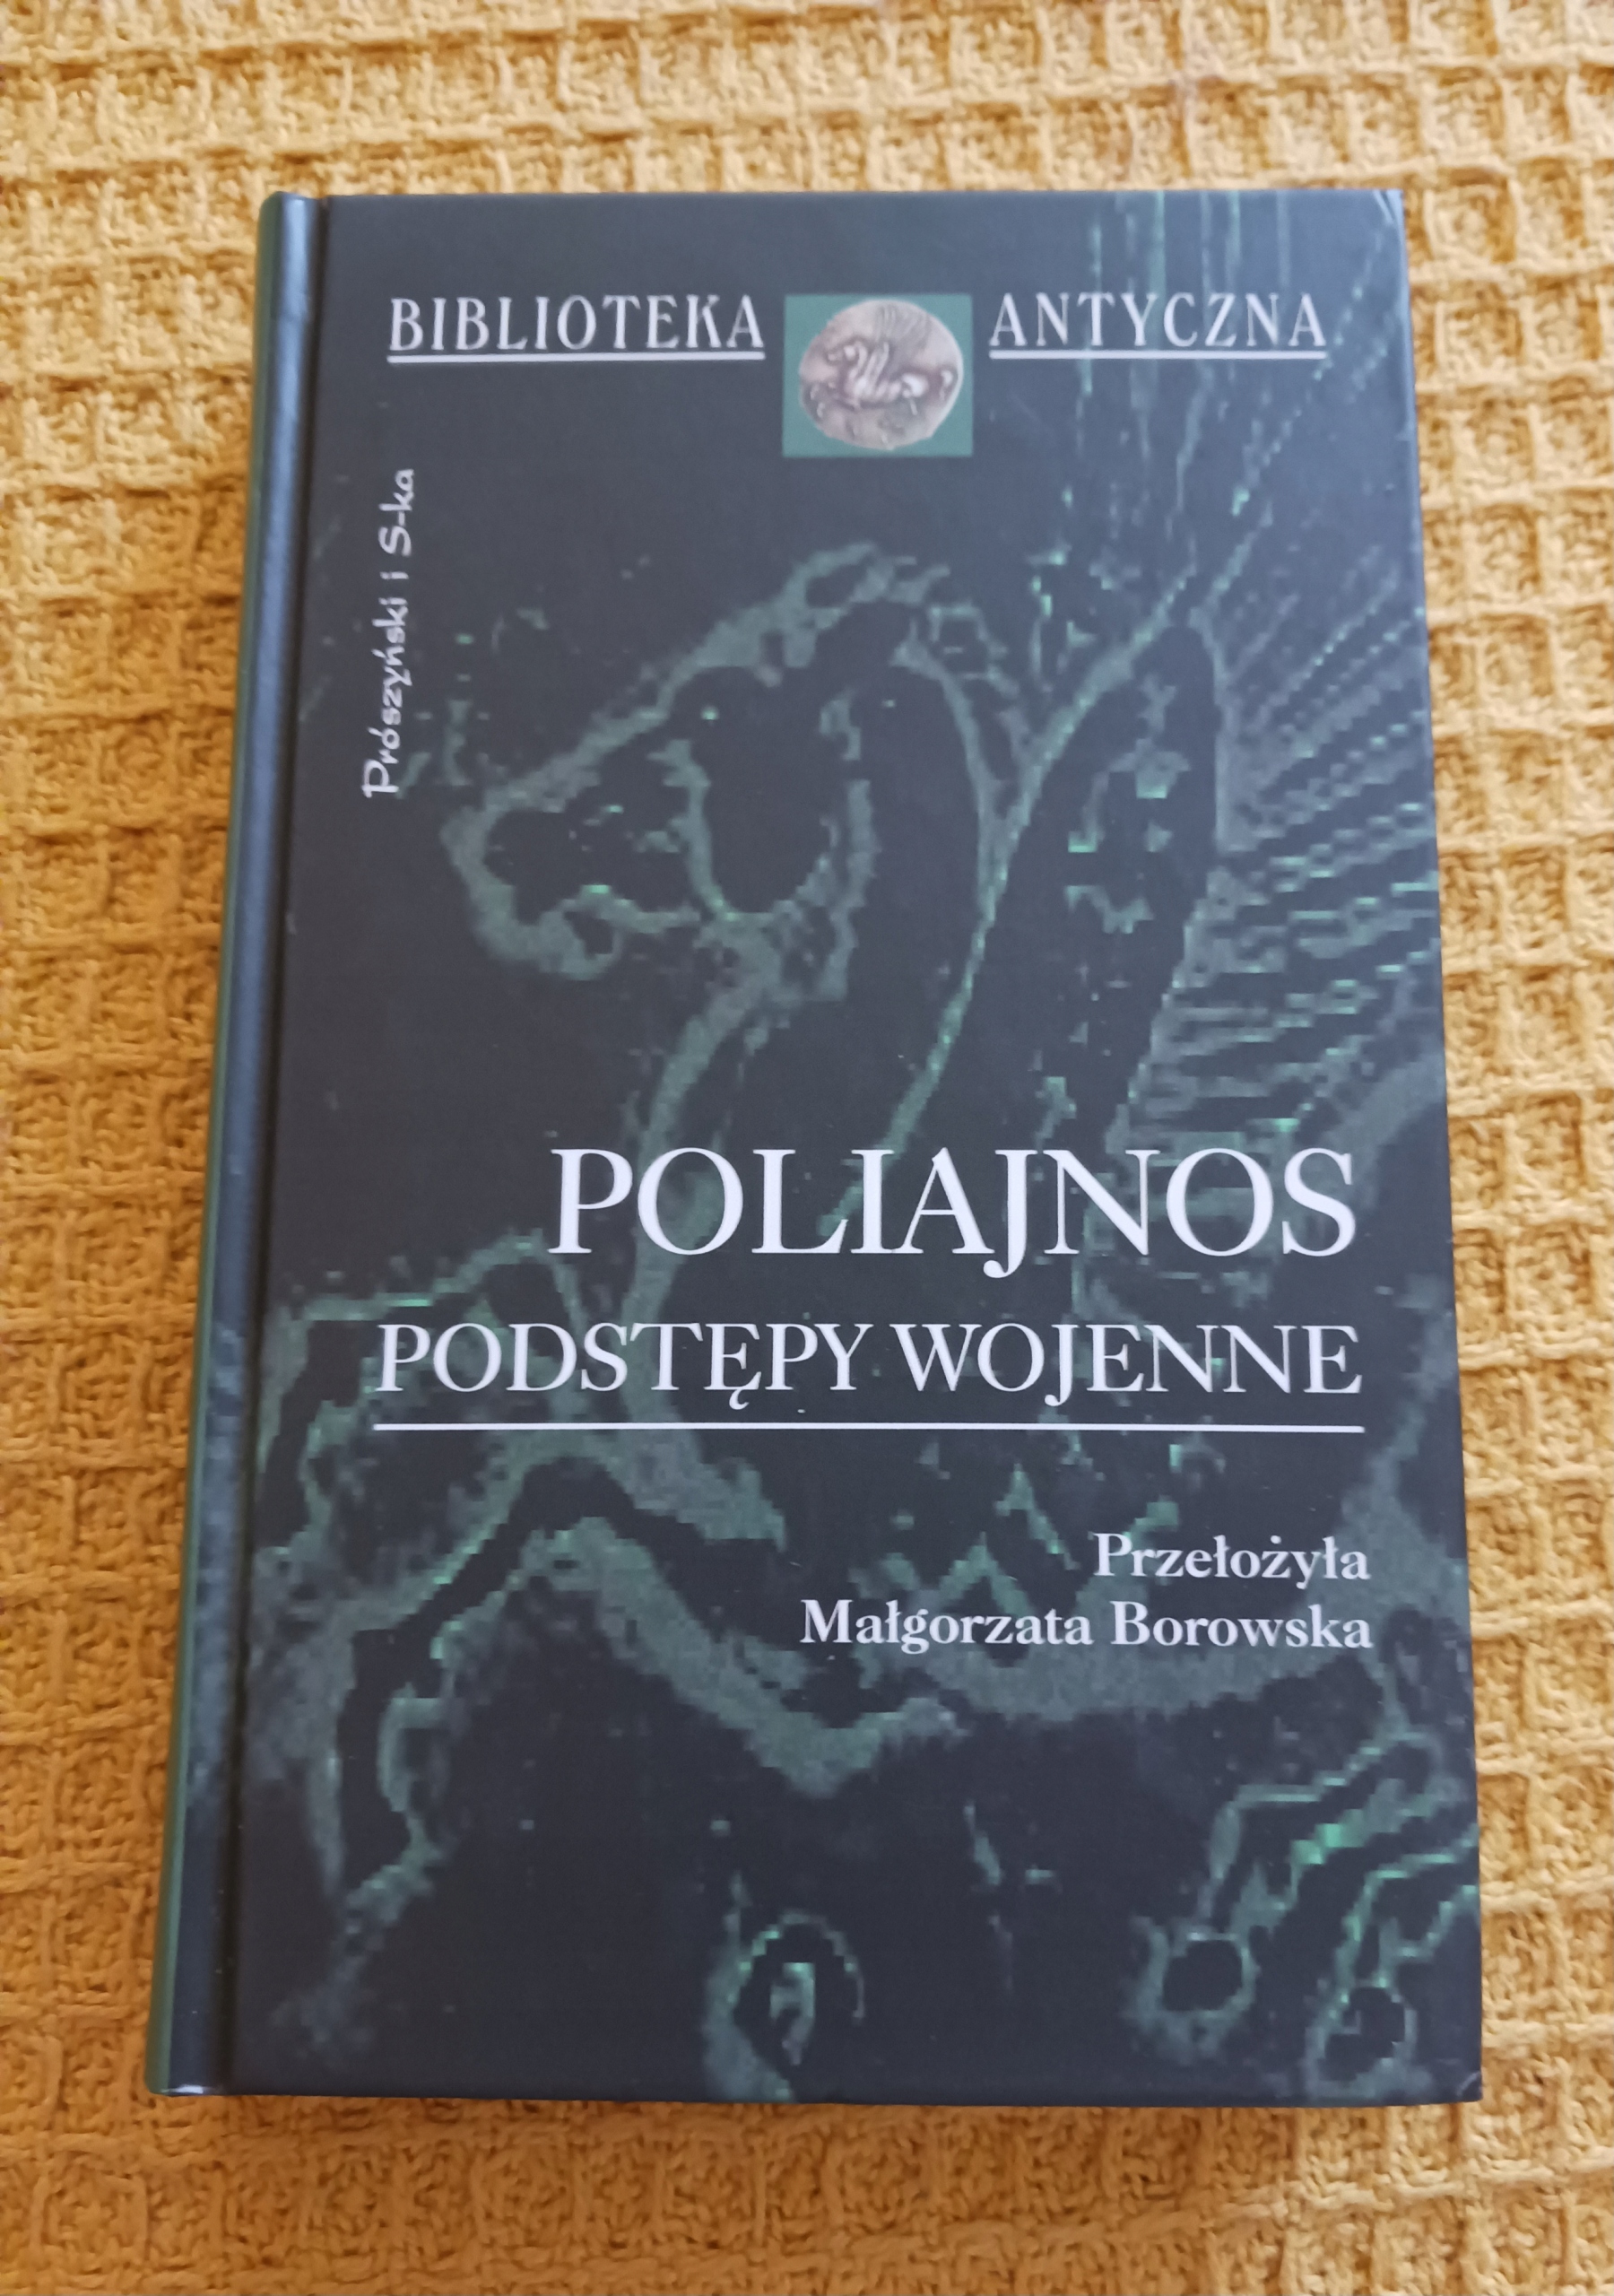 BIBLIOTEKA ANTYCZNA
Prószyński i S-ka
POLIAJNOS
PODSTĘPY WOJENNE
Przełożyła
Małgorzata Borowska